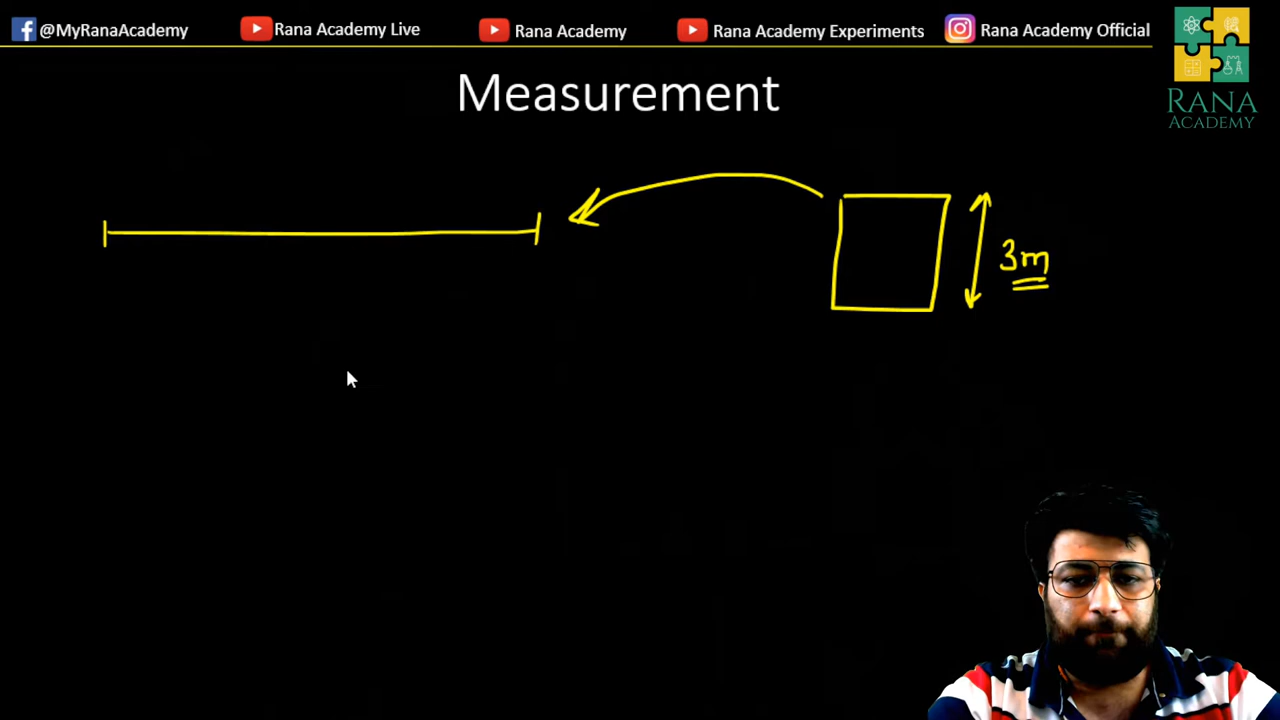 @MyRanaAcademy
Rana Academy Live
Rana Academy
Rana Academy Experiments
Rana Academy Official
RANA
ACADEMY
Measurement
3m